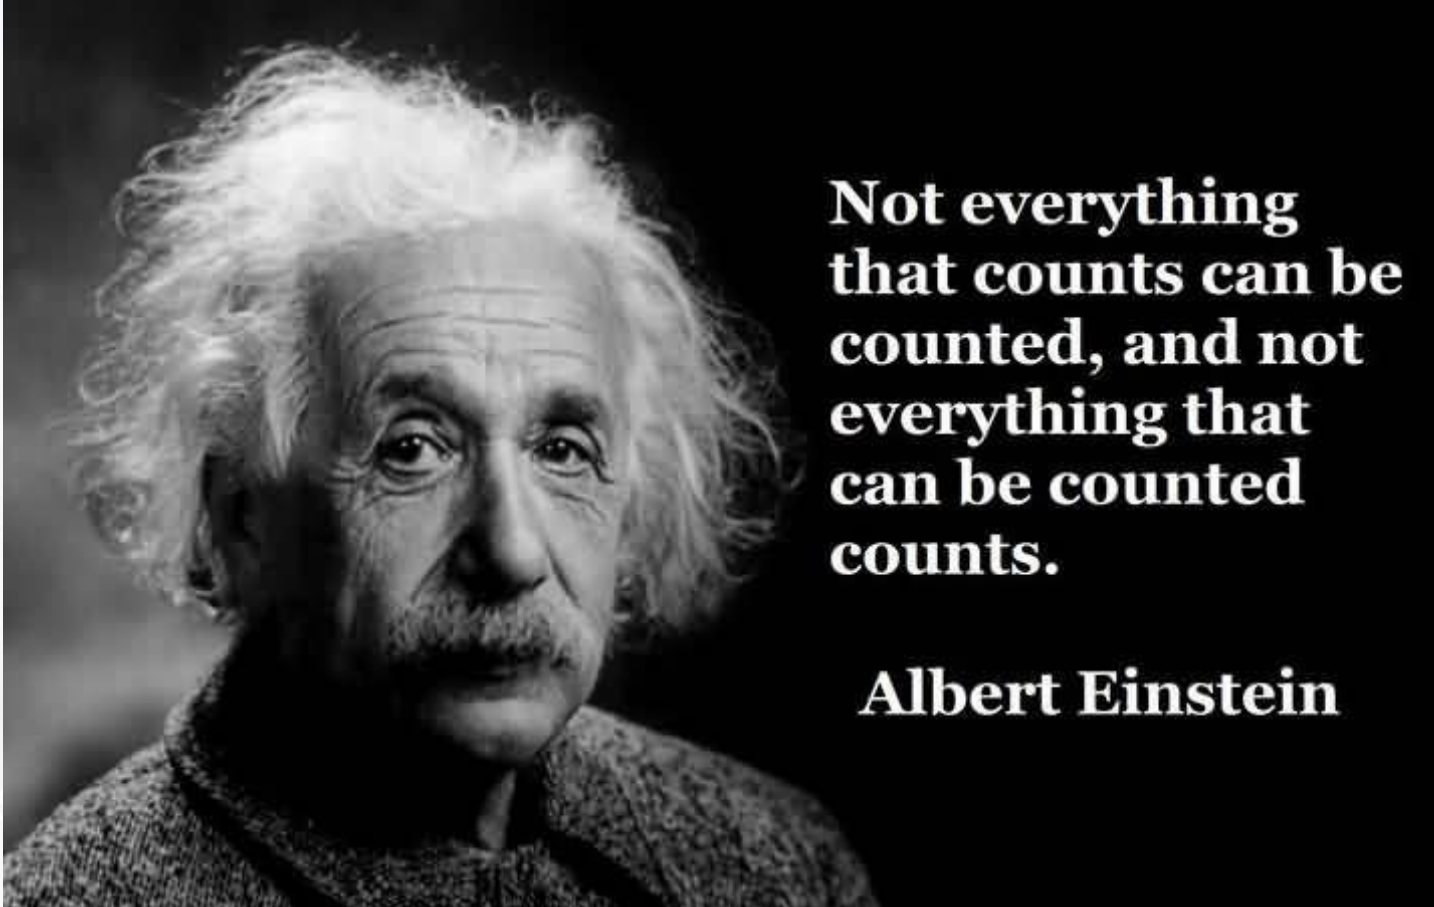 Not everything
that counts can be
counted, and not
everything that
can be counted
counts.
Albert Einstein